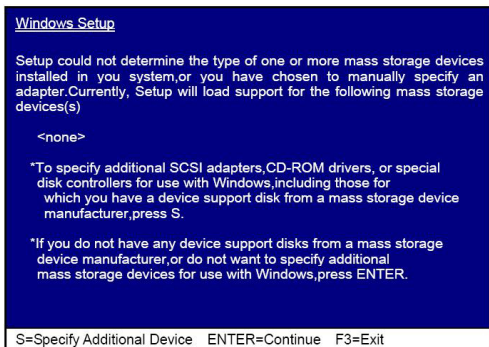 Windows Setup
Setup could not determine the type of one or more mass storage devices
installed in you system,or you have chosen to manually specify an
adapter.Currently, Setup will load support for the following mass storage
devices(s)
<none>
*To specify additional SCSI adapters,CD-ROM drivers, or special
disk controllers for use with Windows,including those for
which you have a device support disk from a mass storage device
manufacturer,press S.
*If you do not have any device support disks from a mass storage
device manufacturer,or do not want to specify additional
mass storage devices for use with Windows,press ENTER.
S=Specify Additional Device ENTER=Continue F3=Exit